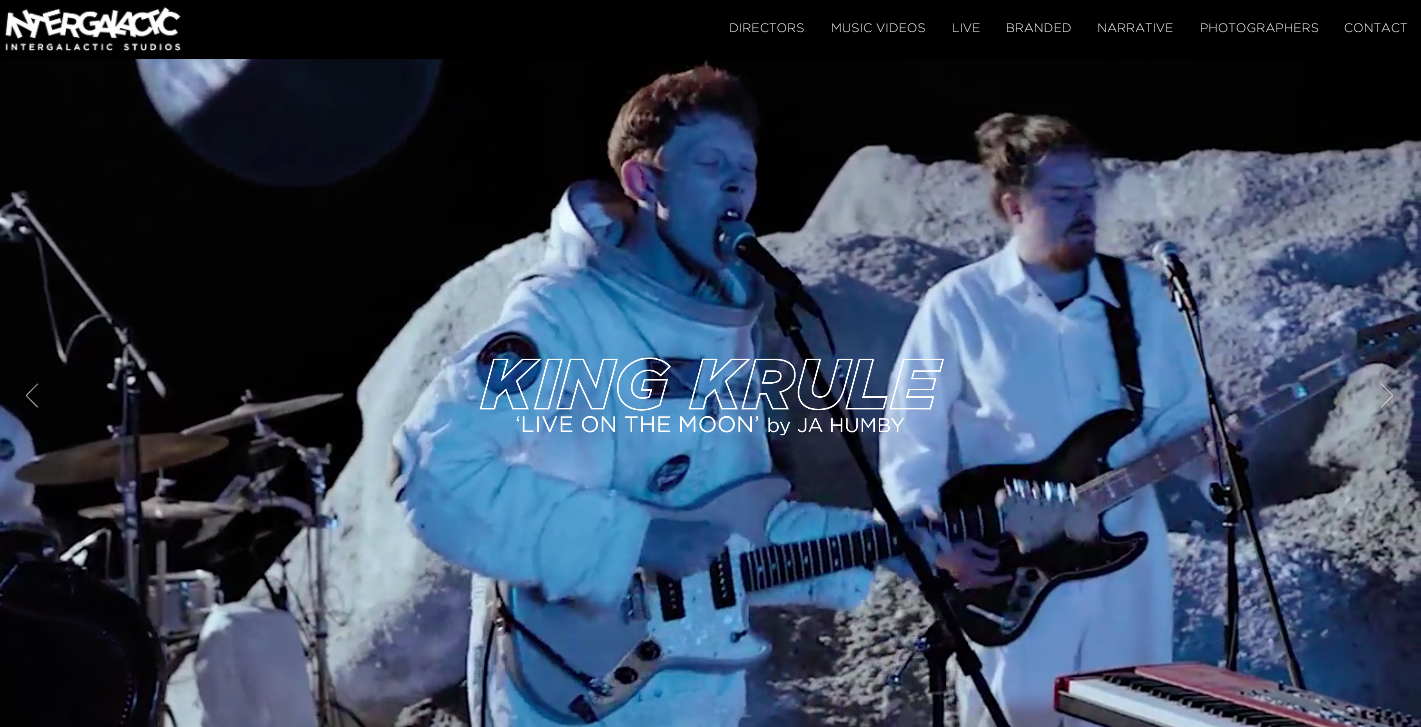 INTERGALACTIC
INTERGALACTIC STUDIOS
DIRECTORS MUSIC VIDEOS LIVE BRANDED NARRATIVE PHOTOGRAPHERS CONTACT
KING KRULE
‘LIVE ON THE MOON’ by JA HUMBY